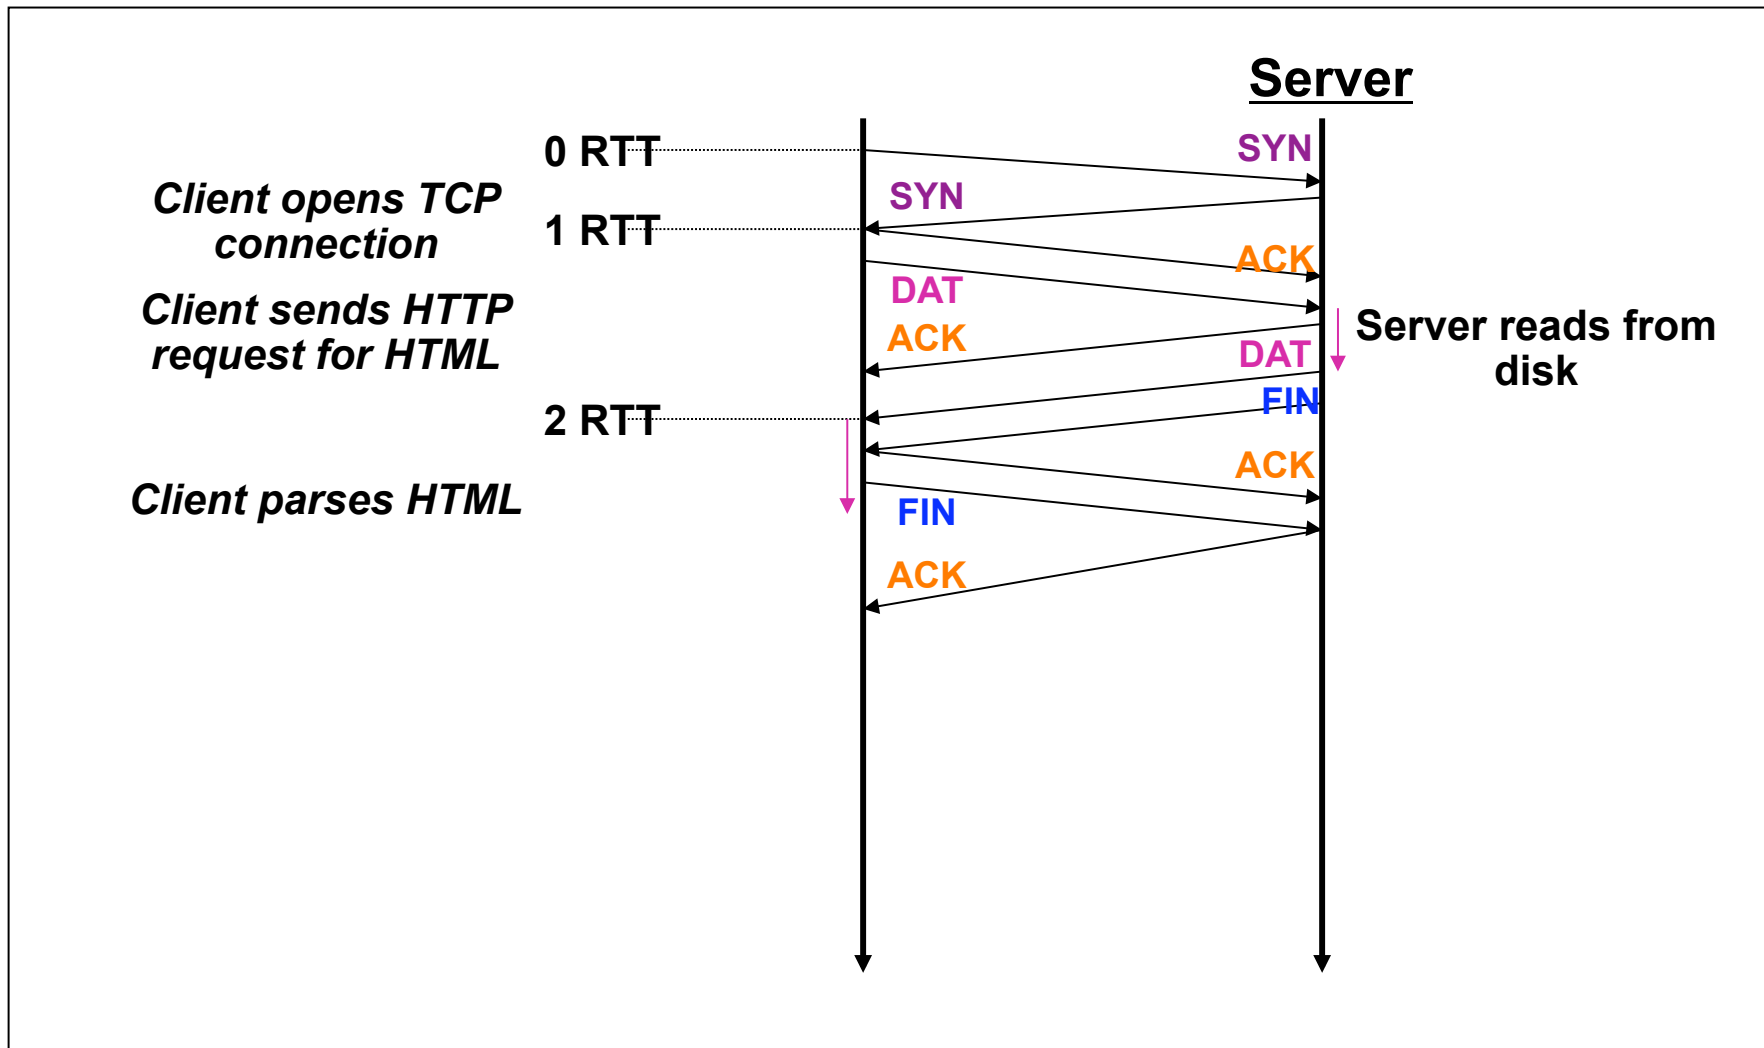 Server
0 RTT
SYN
Client opens TCP
connection
SYN
1 RTT
ACK
DAT
Client sends HTTP
request for HTML
ACK
Server reads from
disk
DAT
FIN
2 RTT
ACK
Client parses HTML
FIN
ACK